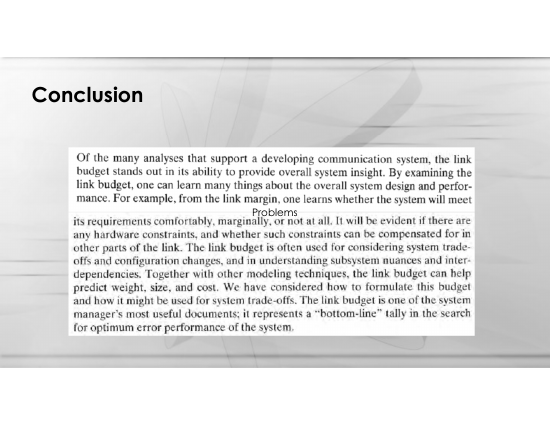 Conclusion
Of the many analyses that support a developing communication system, the link
budget stands out in its ability to provide overall system insight. By examining the
link budget, one can learn many things about the overall system design and perfor-
mance. For example, from the link margin, one learns whether the system will meet
Problems
its requirements comfortably, marginally, or not at all. It will be evident if there are
any hardware constraints, and whether such constraints can be compensated for in
other parts of the link. The link budget is often used for considering system trade-
offs and configuration changes, and in understanding subsystem nuances and inter-
dependencies. Together with other modeling techniques, the link budget can help
predict weight, size, and cost. We have considered how to formulate this budget
and how it might be used for system trade-offs. The link budget is one of the system
manager's most useful documents; it represents a "bottom-line" tally in the search
for optimum error performance of the system.